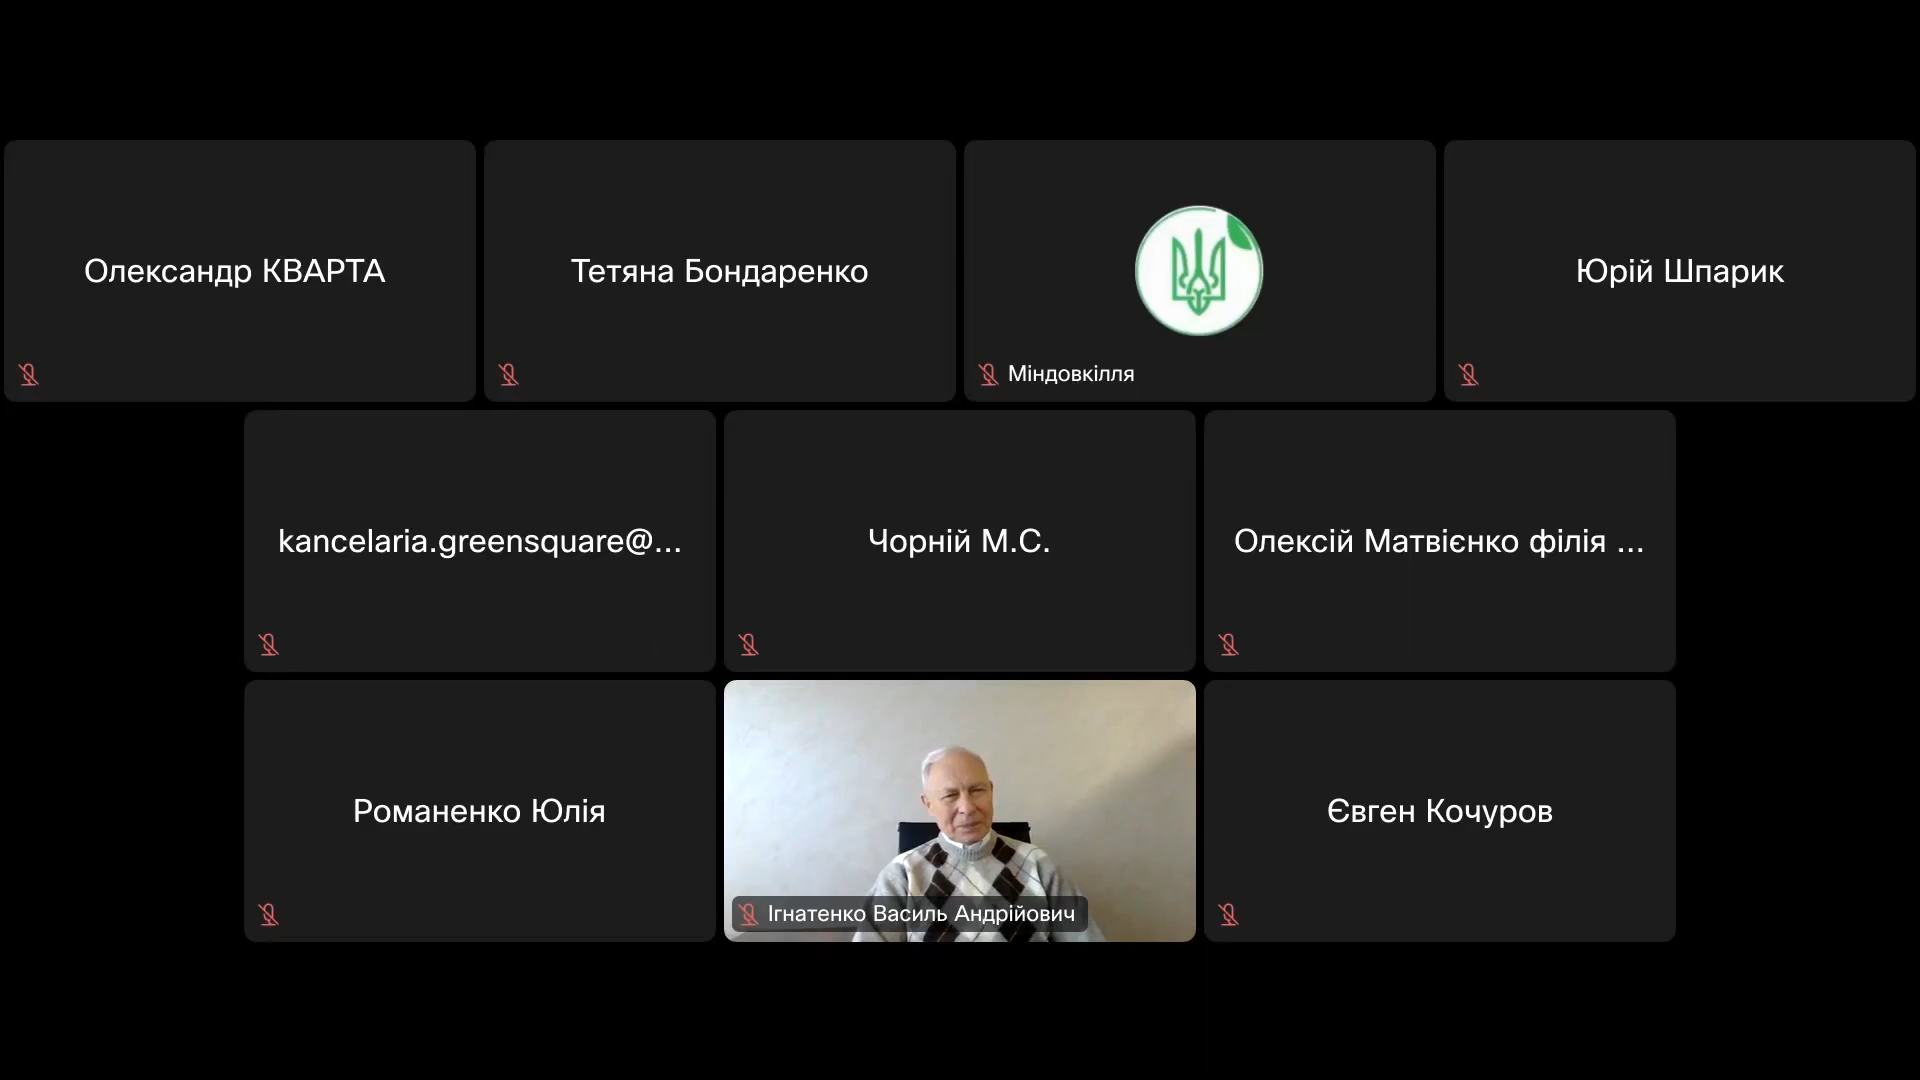 Олександр КВАРТА
Тетяна Бондаренко
Міндовкілля
Юрій Шпарик
kancelaria.greensquare@...
Чорній М.С.
Олексій Матвієнко філія ...
Романенко Юлія
Ігнатенко Василь Андрійович
Євген Кочуров